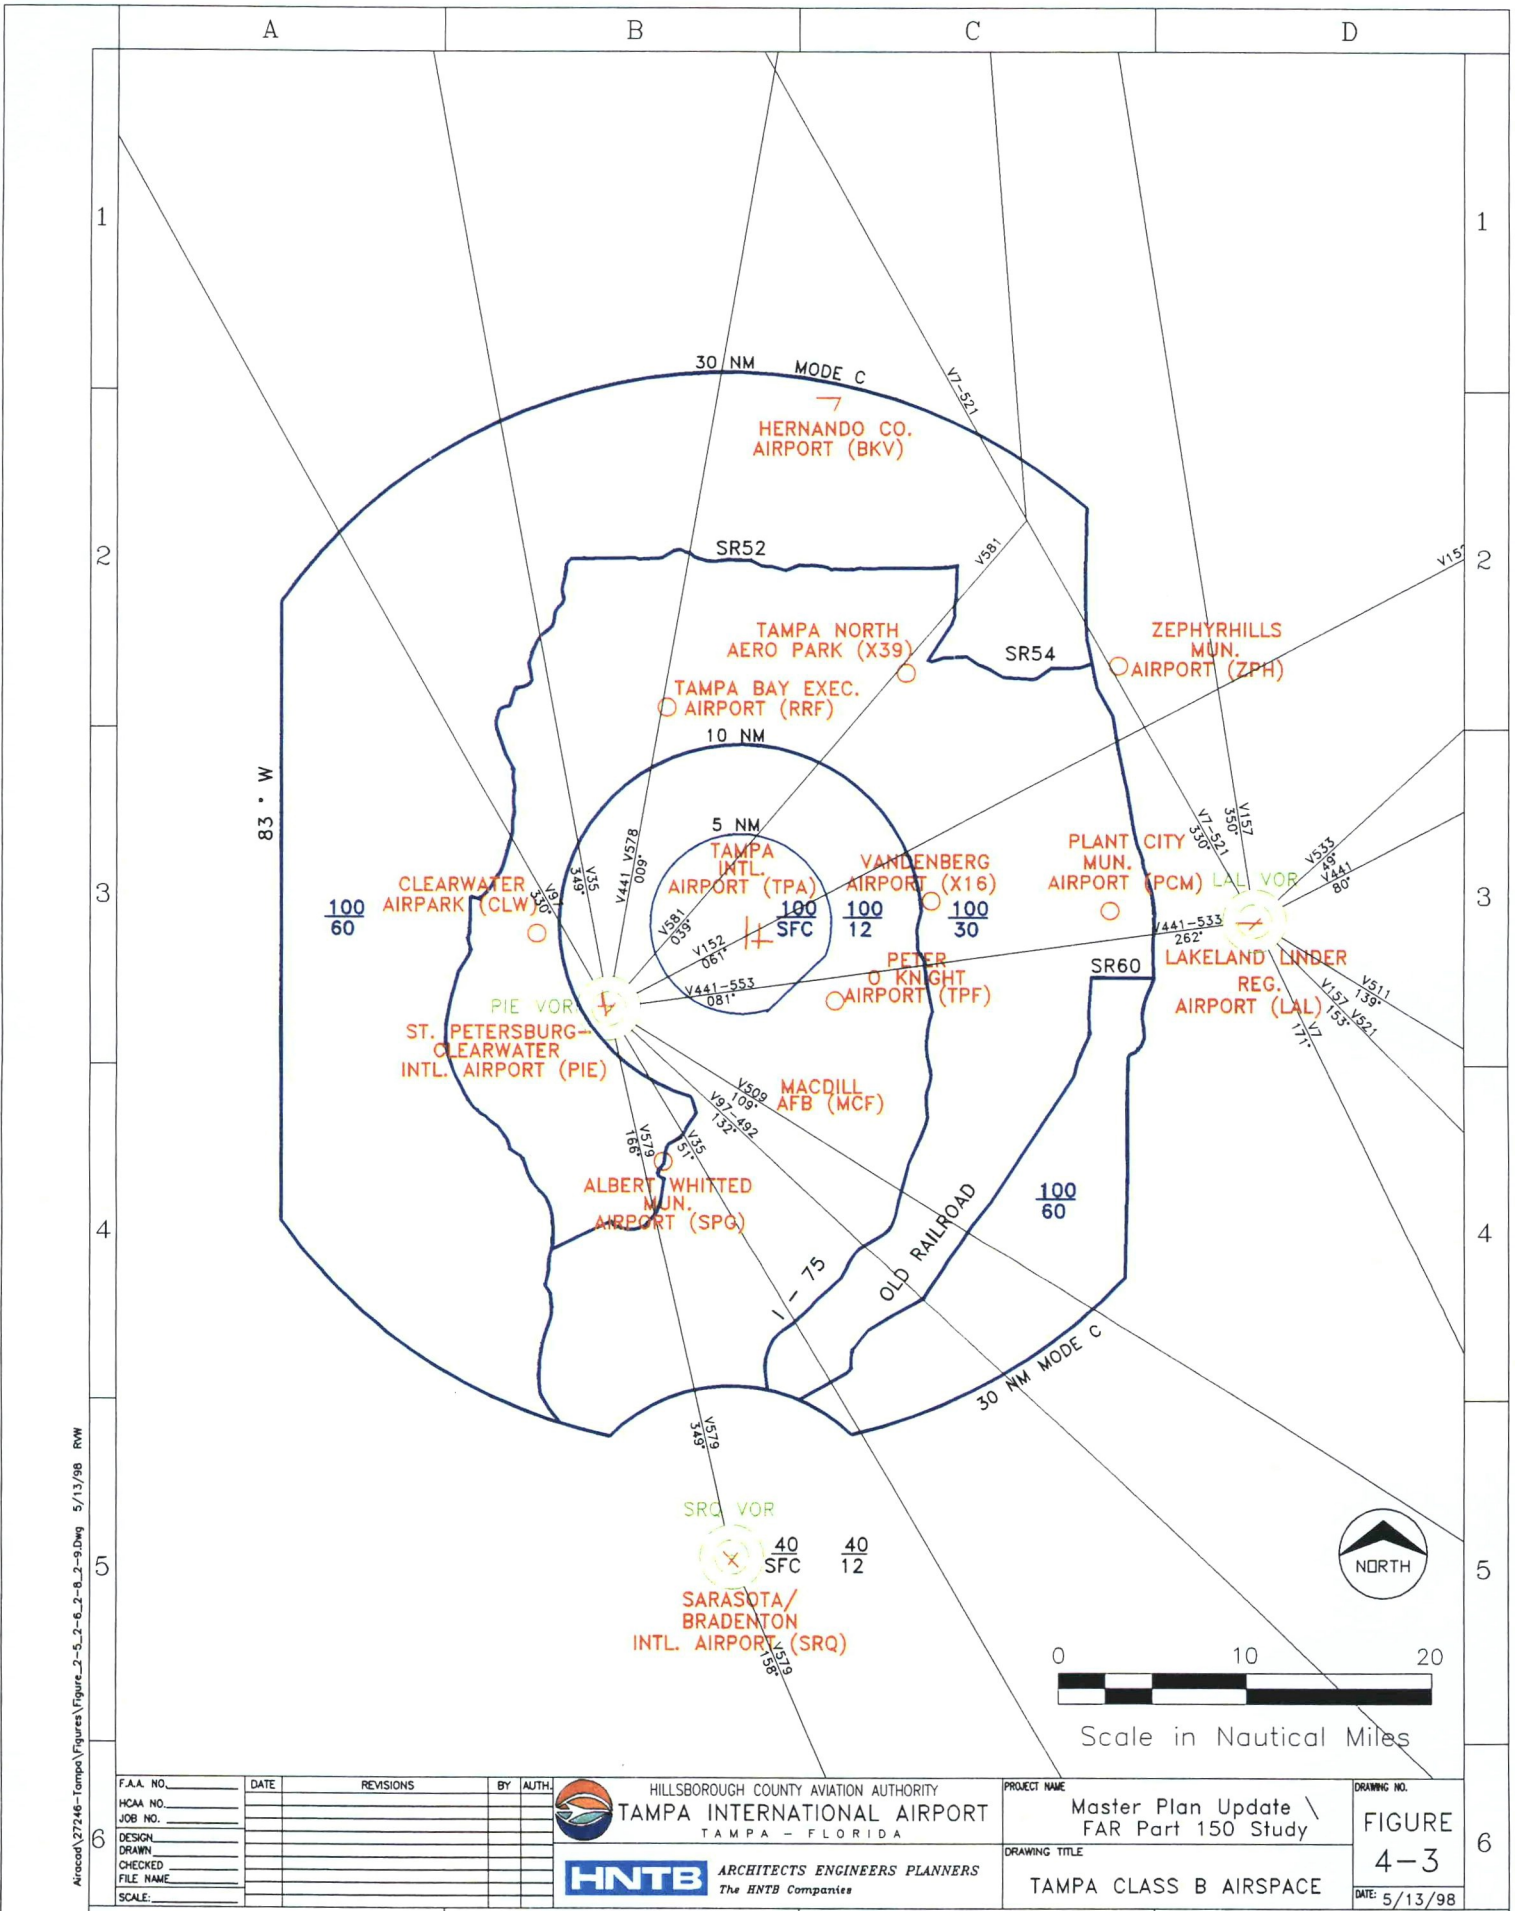 A
B
C
D
1
1
30 NM
MODE C
V7-521
HERNANDO CO.
AIRPORT (BKV)
2
SR52
V581
2
TAMPA NORTH
AERO PARK (X39)
SR54
ZEPHYRHILLS
MUN.
AIRPORT (ZPH)
TAMPA BAY EXEC.
AIRPORT (RRF)
10 NM
83° W
5 NM
TAMPA
INTL.
AIRPORT (TPA)
VANDENBERG
AIRPORT (X16)
PLANT CITY
MUN.
AIRPORT (PCM)
LAL VOR
V7-521
330°
V157
350°
V533
49°
V441
80°
V441 V578
009°
V35
349°
V97
330°
CLEARWATER
AIRPARK (CLW)
3
3
100
60
100
SFC
100
12
100
30
V581
039°
V152
061°
V441-553
081°
V441-533
262°
PETER
O KNIGHT
AIRPORT (TPF)
SR60
LAKELAND LINDER
REG.
AIRPORT (LAL)
V511
139°
V157 V521
153°
V7
171°
PIE VOR
ST. PETERSBURG-
CLEARWATER
INTL. AIRPORT (PIE)
MACDILL
AFB (MCF)
V509
109°
V97-492
132°
V35
51°
V579
166°
ALBERT WHITTED
MUN.
AIRPORT (SPG)
100
60
4
4
OLD RAILROAD
I - 75
30 NM MODE C
V579
349°
SRQ VOR
40
SFC
40
12
5
5
NORTH
SARASOTA/
BRADENTON
INTL. AIRPORT (SRQ)
V579
158°
0 10 20
Scale in Nautical Miles
Airacad\27246-Tampa\Figures\Figure_2-5_2-6_2-8_2-9.Dwg 5/13/98 RVW
6
6
F.A.A. NO.
HCAA NO.
JOB NO.
DESIGN
DRAWN
CHECKED
FILE NAME
SCALE:
DATE REVISIONS BY AUTH.
HILLSBOROUGH COUNTY AVIATION AUTHORITY
TAMPA INTERNATIONAL AIRPORT
TAMPA - FLORIDA
HNTB
ARCHITECTS ENGINEERS PLANNERS
The HNTB Companies
PROJECT NAME
Master Plan Update \
FAR Part 150 Study
DRAWING TITLE
TAMPA CLASS B AIRSPACE
DRAWING NO.
FIGURE
4-3
DATE: 5/13/98